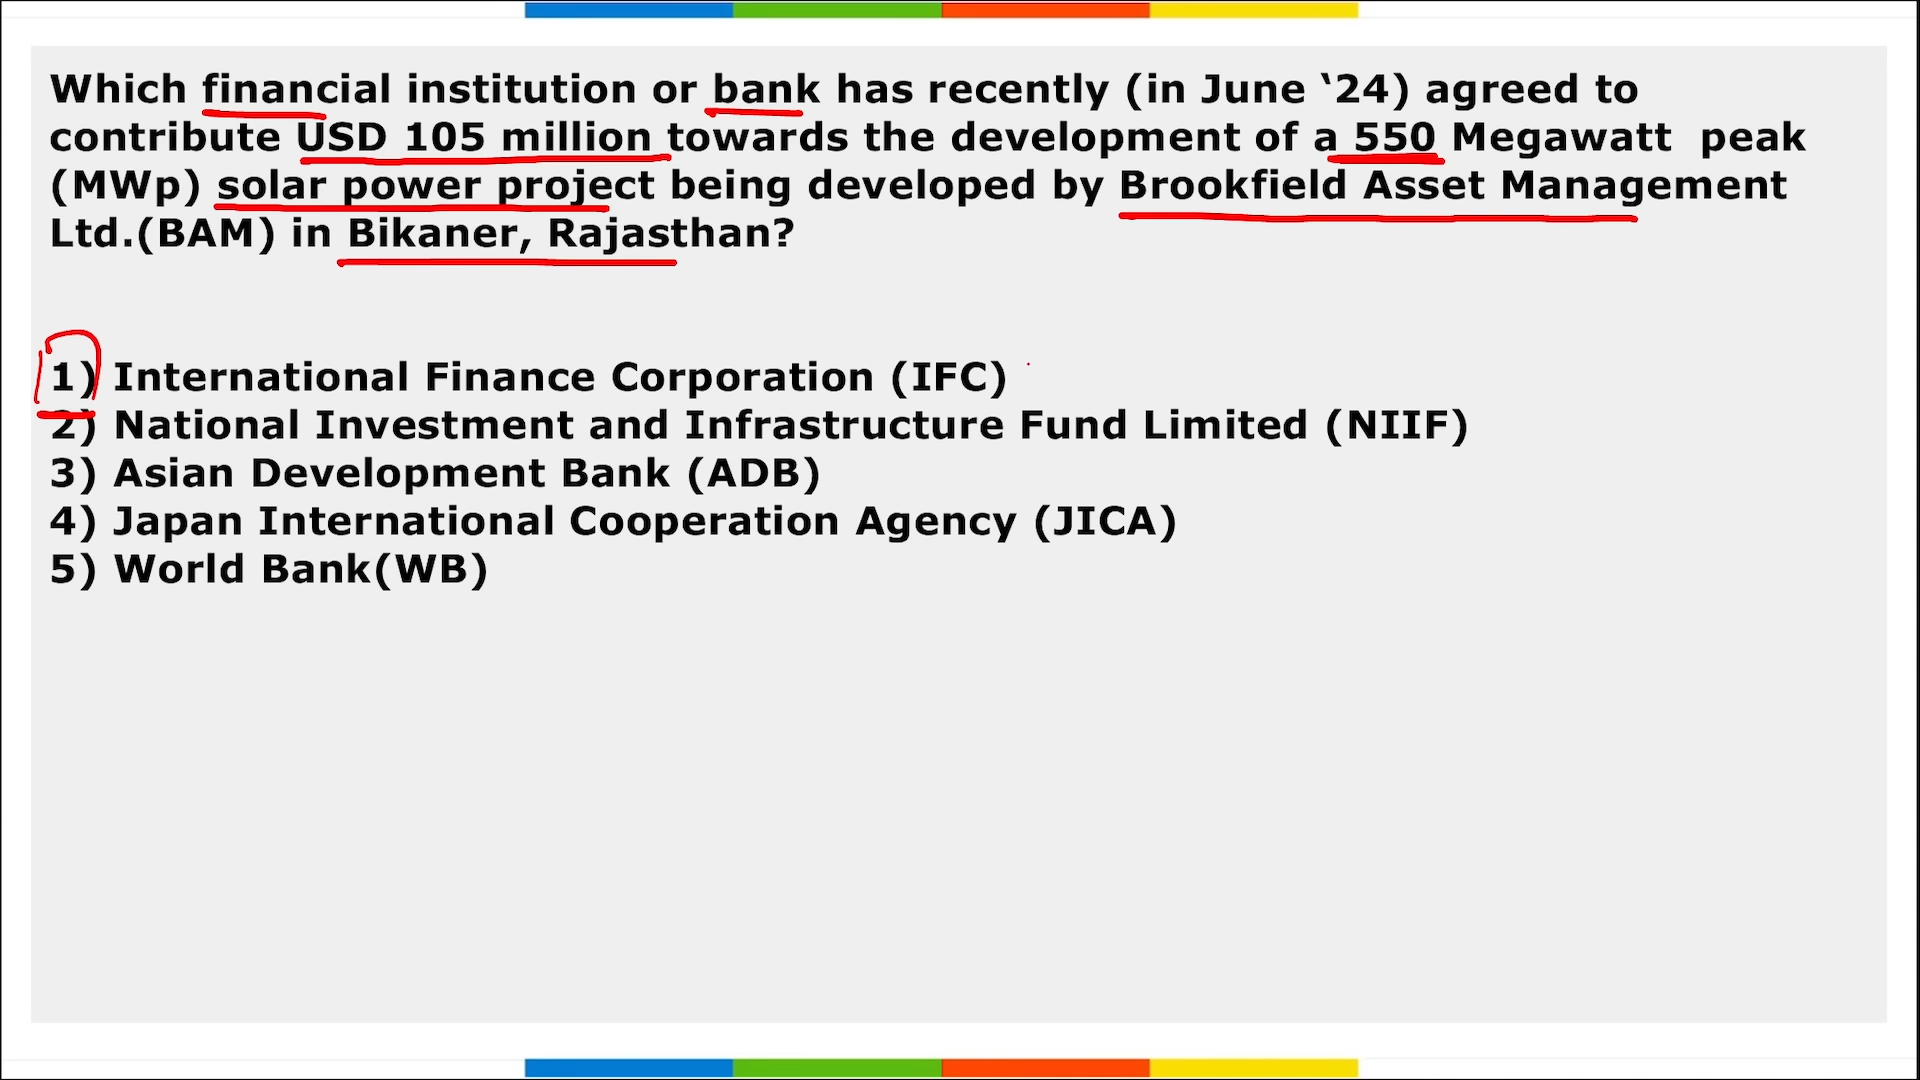 Which financial institution or bank has recently (in June ‘24) agreed to
contribute USD 105 million towards the development of a 550 Megawatt peak
(MWp) solar power project being developed by Brookfield Asset Management
Ltd.(BAM) in Bikaner, Rajasthan?
1) International Finance Corporation (IFC)
2) National Investment and Infrastructure Fund Limited (NIIF)
3) Asian Development Bank (ADB)
4) Japan International Cooperation Agency (JICA)
5) World Bank(WB)